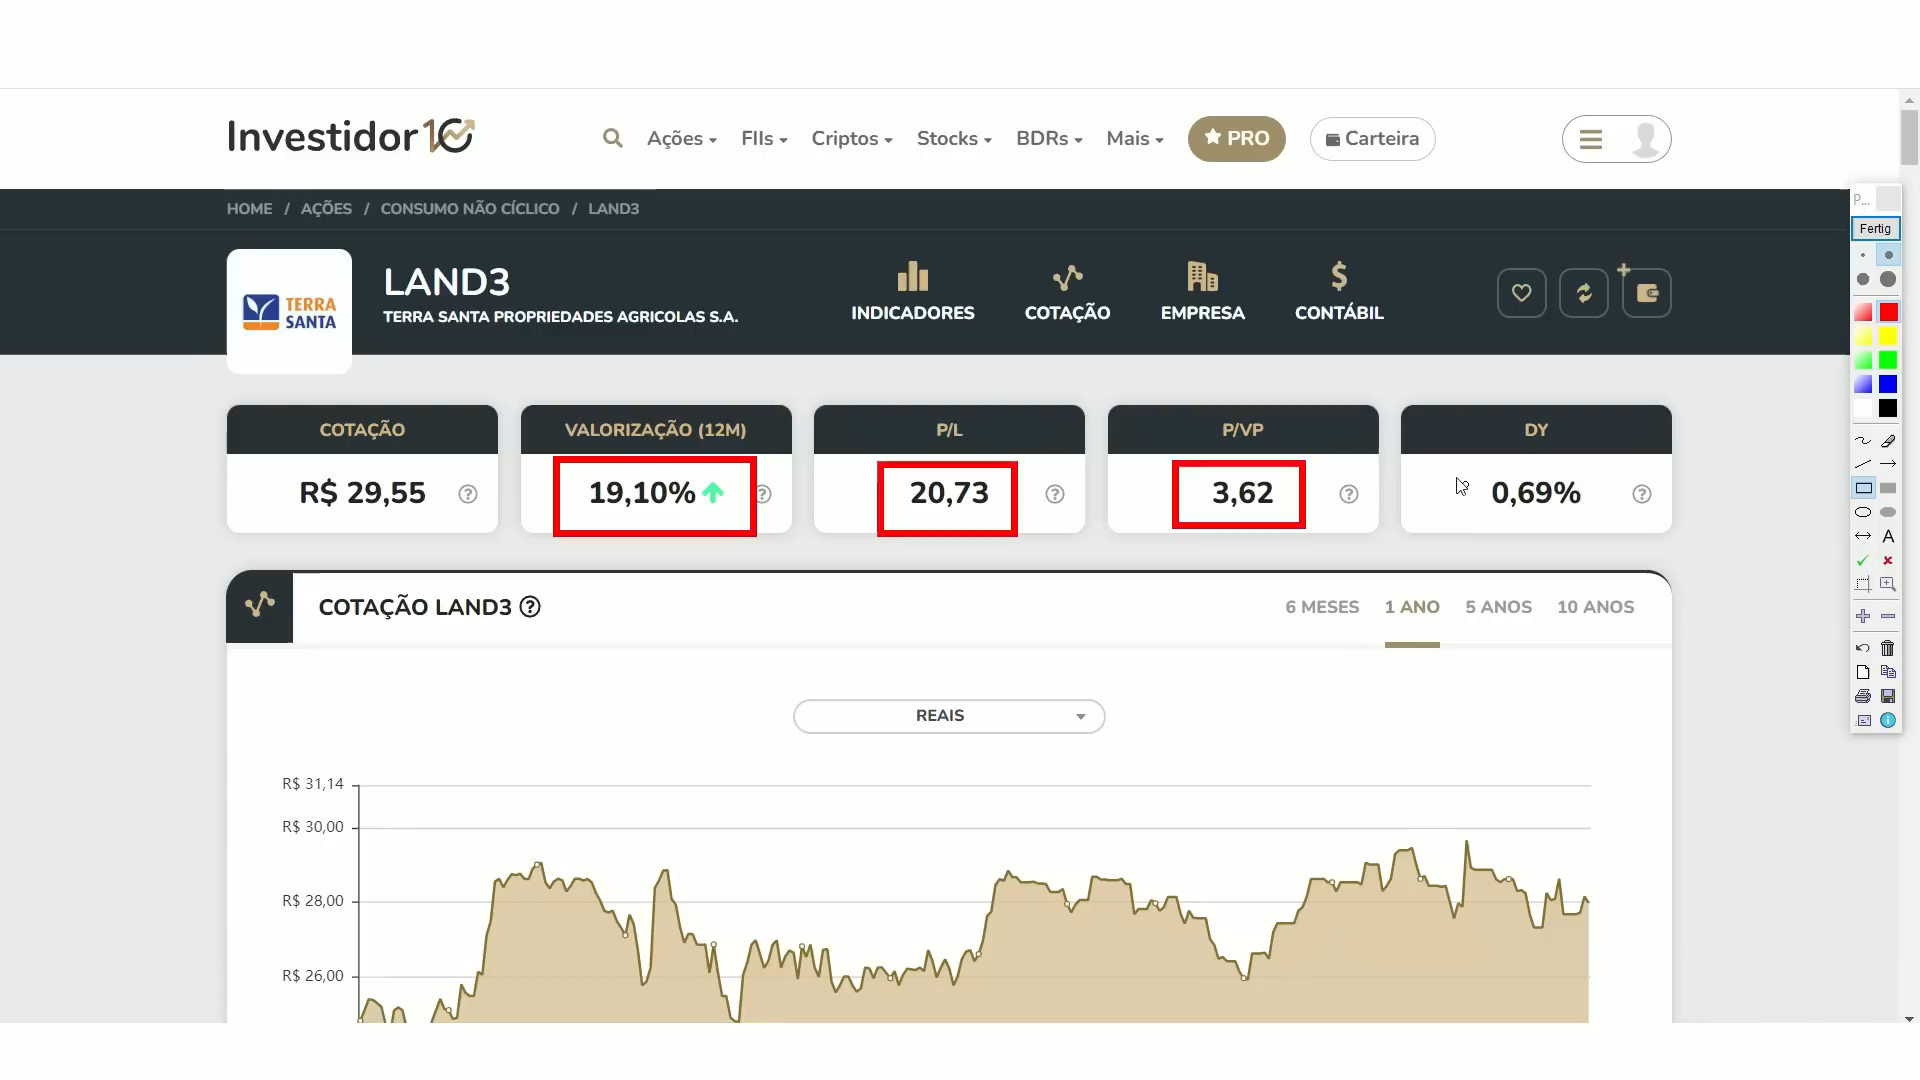 Investidor10
Ações
FIIs
Criptos
Stocks
BDRs
Mais
PRO
Carteira
HOME / AÇÕES / CONSUMO NÃO CÍCLICO / LAND3
P...
Fertig
TERRA
SANTA
LAND3
TERRA SANTA PROPRIEDADES AGRICOLAS S.A.
INDICADORES
COTAÇÃO
EMPRESA
CONTÁBIL
COTAÇÃO
R$ 29,55
VALORIZAÇÃO (12M)
19,10%
P/L
20,73
P/VP
3,62
DY
0,69%
A
COTAÇÃO LAND3
6 MESES
1 ANO
5 ANOS
10 ANOS
REAIS
R$ 31,14
R$ 30,00
R$ 28,00
R$ 26,00